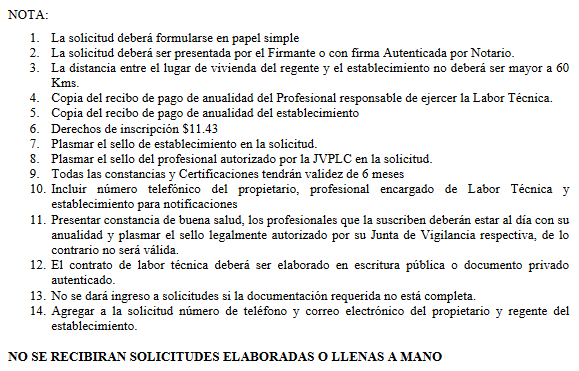 NOTA:
1. La solicitud deberá formularse en papel simple
2. La solicitud deberá ser presentada por el Firmante o con firma Autenticada por Notario.
3. La distancia entre el lugar de vivienda del regente y el establecimiento no deberá ser mayor a 60
Kms.
4. Copia del recibo de pago de anualidad del Profesional responsable de ejercer la Labor Técnica.
5. Copia del recibo de pago de anualidad del establecimiento
6. Derechos de inscripción $11.43
7. Plasmar el sello de establecimiento en la solicitud.
8. Plasmar el sello del profesional autorizado por la JVPLC en la solicitud.
9. Todas las constancias y Certificaciones tendrán validez de 6 meses
10. Incluir número telefónico del propietario, profesional encargado de Labor Técnica y
establecimiento para notificaciones
11. Presentar constancia de buena salud, los profesionales que la suscriben deberán estar al día con su
anualidad y plasmar el sello legalmente autorizado por su Junta de Vigilancia respectiva, de lo
contrario no será válida.
12. El contrato de labor técnica deberá ser elaborado en escritura pública o documento privado
autenticado.
13. No se dará ingreso a solicitudes si la documentación requerida no está completa.
14. Agregar a la solicitud número de teléfono y correo electrónico del propietario y regente del
establecimiento.
NO SE RECIBIRAN SOLICITUDES ELABORADAS O LLENAS A MANO